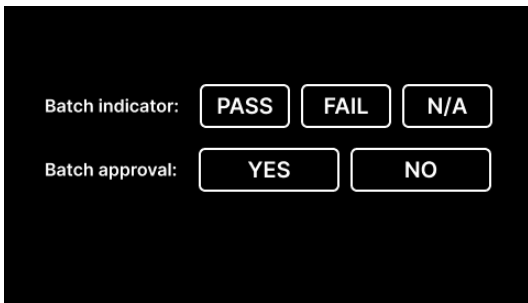 Batch indicator: PASS FAIL N/A
Batch approval: YES NO